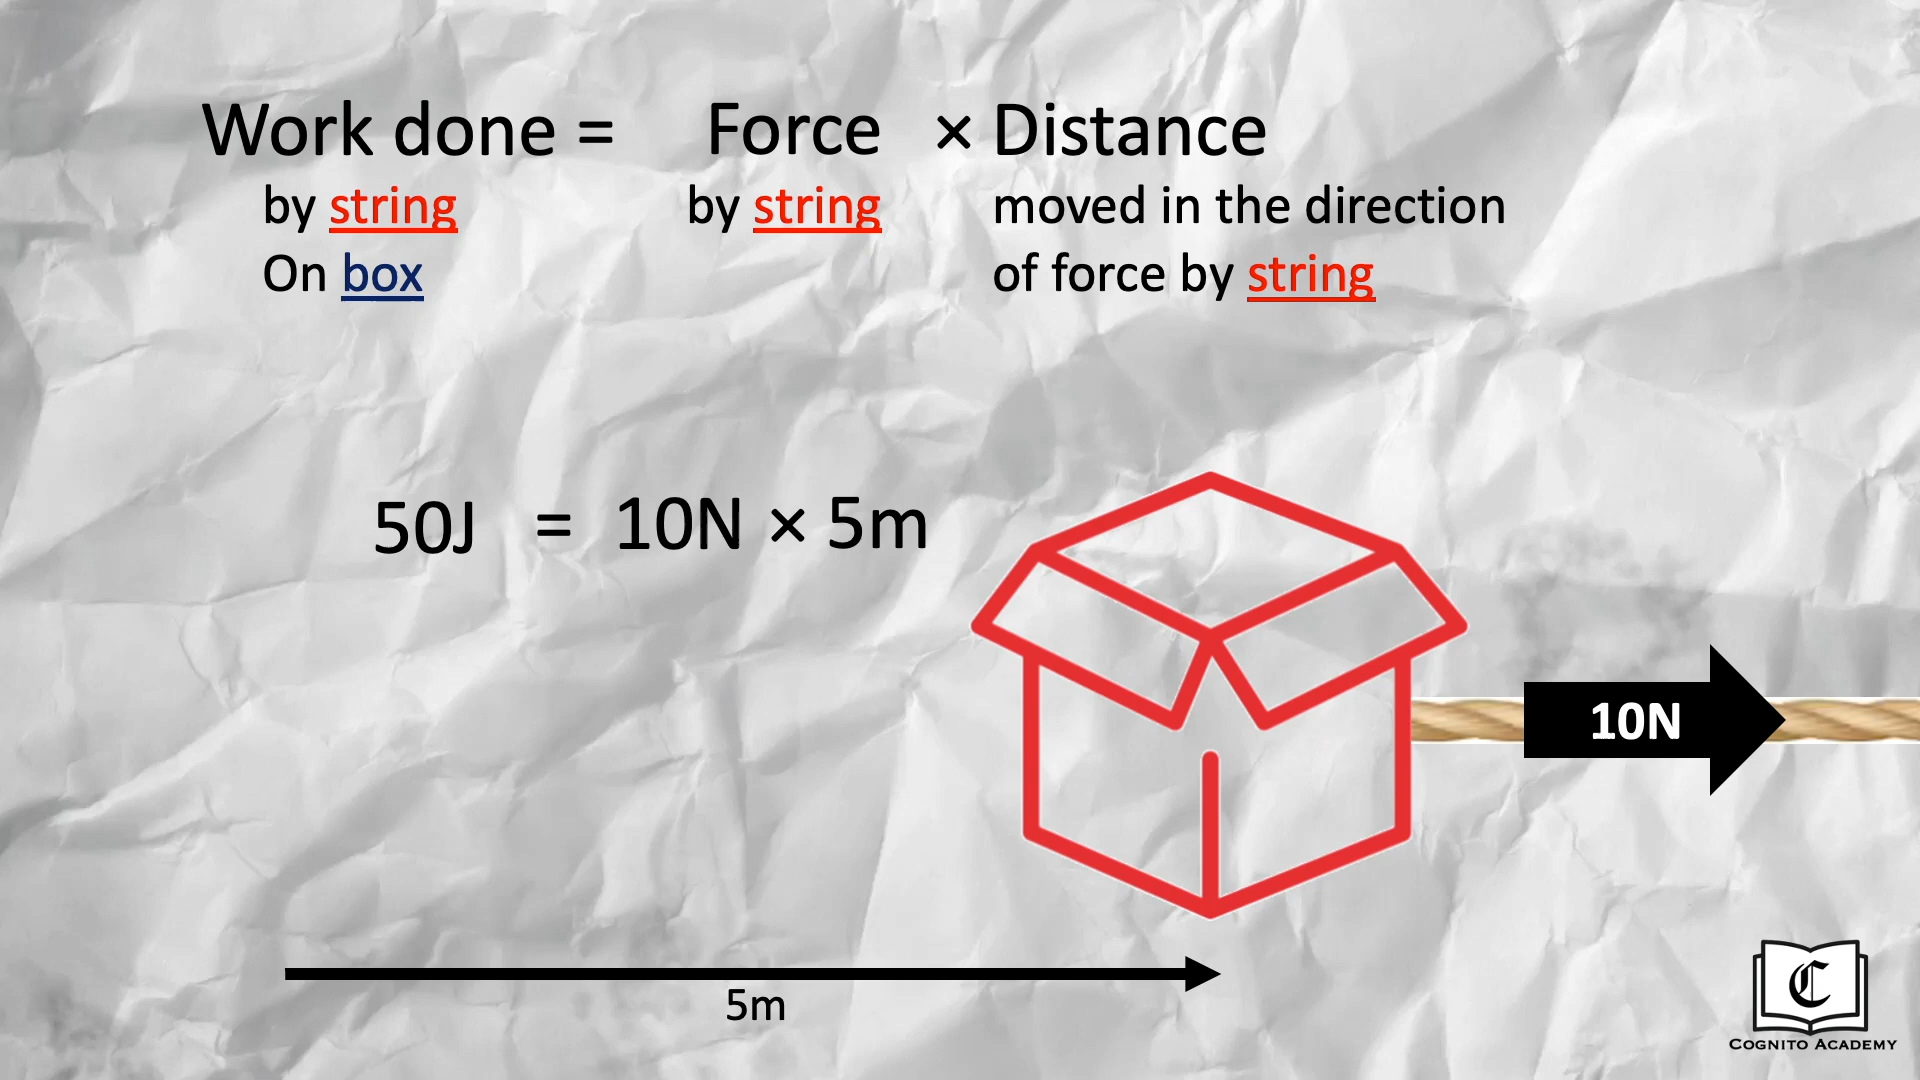 Work done = Force × Distance
by string by string moved in the direction
On box of force by string
50J = 10N × 5m
10N
5m
C
COGNITO ACADEMY